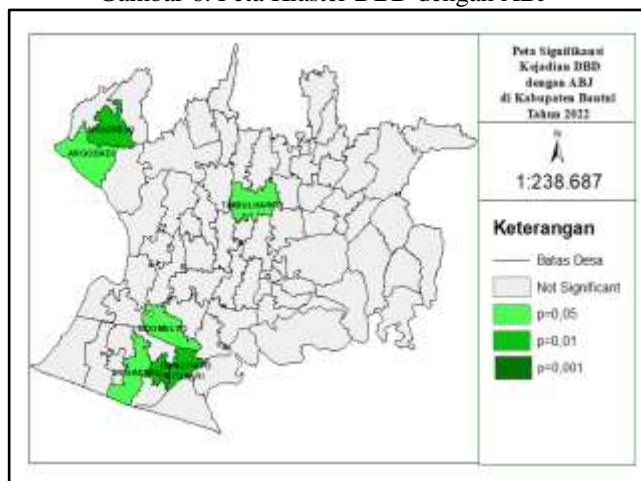 Gambar 6. Peta Klaster DBD dengan ABJ
Peta Signifikansi
Kejadian DBD
dengan ABJ
di Kabupaten Bantul
Tahun 2022
N
1:238.687
Keterangan
Batas Desa
Not Significant
p=0,05
p=0,01
p=0,001
ARGODADI